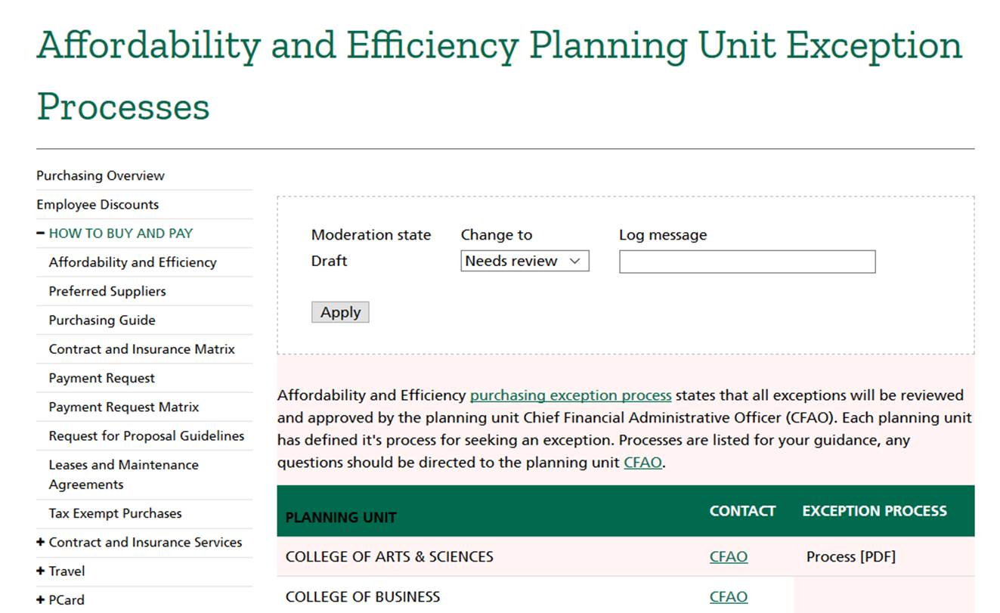 Affordability and Efficiency Planning Unit Exception
Processes
Purchasing Overview
Employee Discounts
− HOW TO BUY AND PAY
Affordability and Efficiency
Preferred Suppliers
Purchasing Guide
Contract and Insurance Matrix
Payment Request
Payment Request Matrix
Request for Proposal Guidelines
Leases and Maintenance
Agreements
Tax Exempt Purchases
+ Contract and Insurance Services
+ Travel
+ PCard
Moderation state Change to Log message
Draft Needs review
Apply
Affordability and Efficiency purchasing exception process states that all exceptions will be reviewed
and approved by the planning unit Chief Financial Administrative Officer (CFAO). Each planning unit
has defined it's process for seeking an exception. Processes are listed for your guidance, any
questions should be directed to the planning unit CFAO.
PLANNING UNIT CONTACT EXCEPTION PROCESS
COLLEGE OF ARTS & SCIENCES CFAO Process [PDF]
COLLEGE OF BUSINESS CFAO